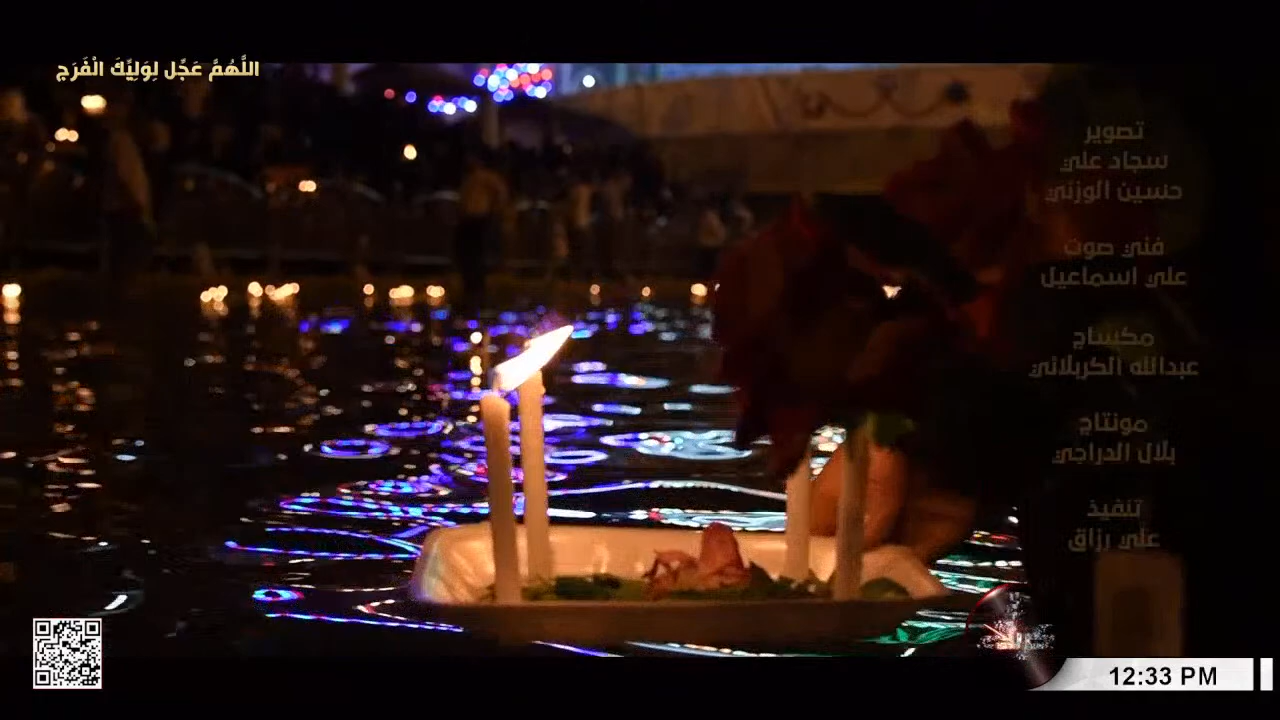 اللَّهُمَّ عَجِّل لِوَلِيِّكَ الْفَرَج
تصوير
سجاد علي
حسين الوزني
فني صوت
علي اسماعيل
مكساج
عبدالله الكربلائي
مونتاج
بلال الدراجي
تنفيذ
علي رزاق
12:33 PM